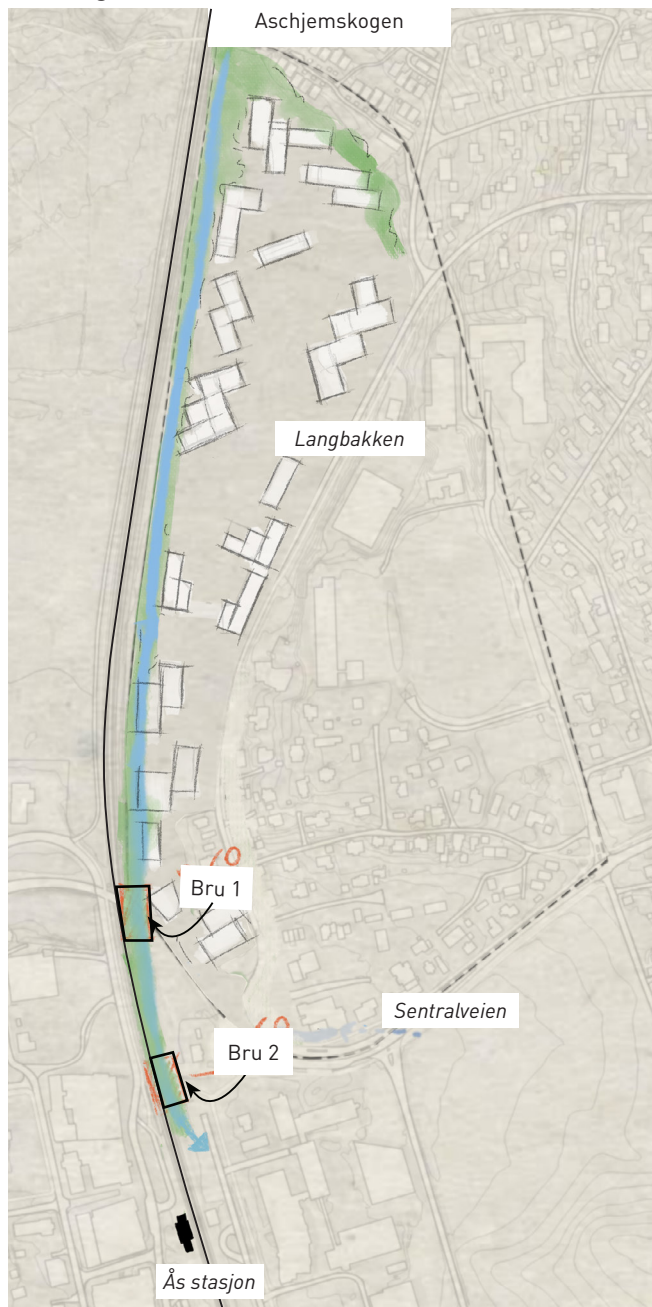 Aschjemskogen
Langbakken
Bru 1
Sentralveien
Bru 2
Ås stasjon